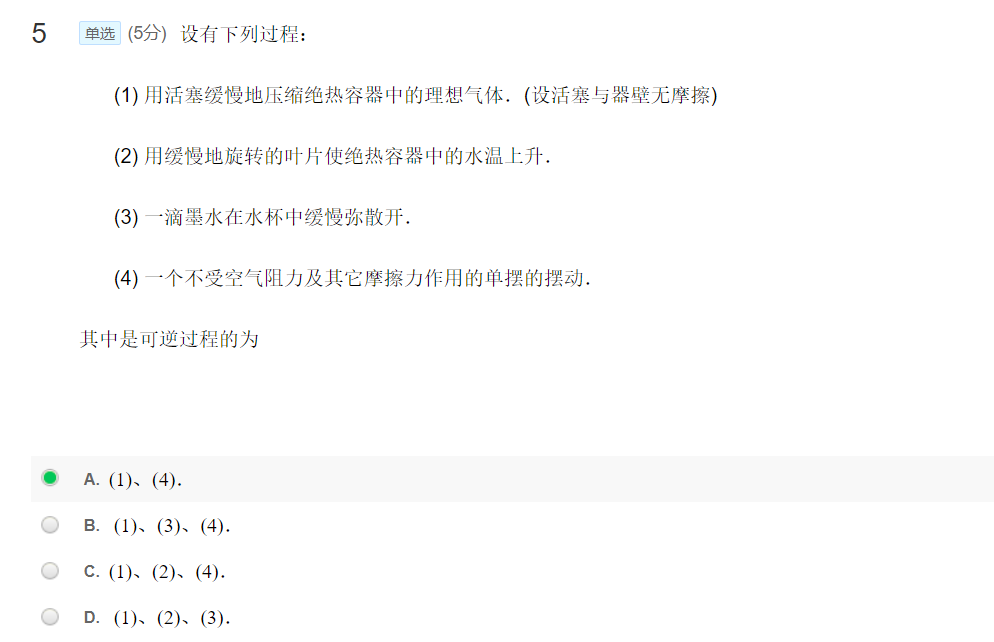 5 单选 (5分) 设有下列过程:
(1) 用活塞缓慢地压缩绝热容器中的理想气体. (设活塞与器壁无摩擦)
(2) 用缓慢地旋转的叶片使绝热容器中的水温上升.
(3) 一滴墨水在水杯中缓慢弥散开.
(4) 一个不受空气阻力及其它摩擦力作用的单摆的摆动.
其中是可逆过程的为
A. (1)、(4).
B. (1)、(3)、(4).
C. (1)、(2)、(4).
D. (1)、(2)、(3).